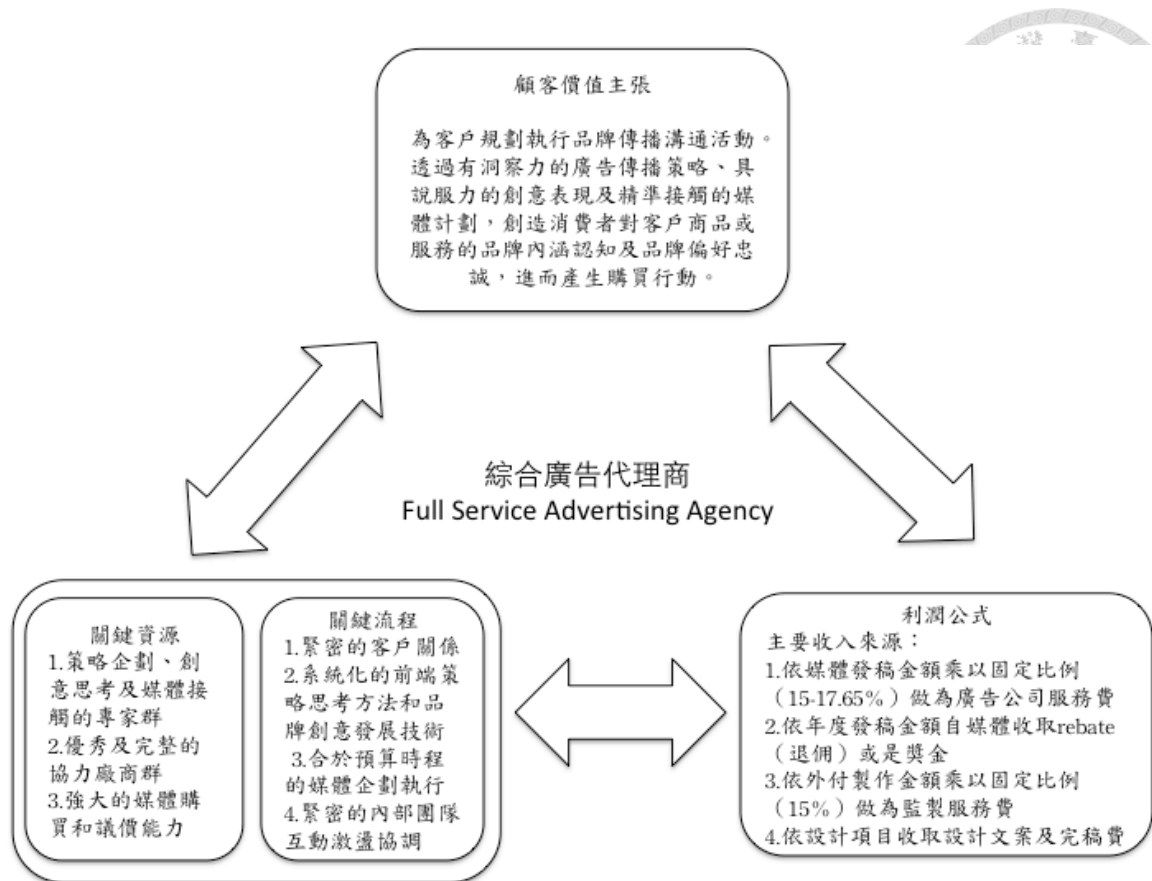 顧客價值主張
為客戶規劃執行品牌傳播溝通活動。
透過有洞察力的廣告傳播策略、具
說服力的創意表現及精準接觸的媒
體計劃，創造消費者對客戶商品或
服務的品牌內涵認知及品牌偏好忠
誠，進而產生購買行動。
綜合廣告代理商
Full Service Advertising Agency
關鍵資源
1.策略企劃、創
意思考及媒體接
觸的專家群
2.優秀及完整的
協力廠商群
3.強大的媒體購
買和議價能力
關鍵流程
1.緊密的客戶關係
2.系統化的前端策
略思考方法和品
牌創意發展技術
3.合於預算時程
的媒體企劃執行
4.緊密的內部團隊
互動激盪協調
利潤公式
主要收入來源：
1.依媒體發稿金額乘以固定比例
（15-17.65%）做為廣告公司服務費
2.依年度發稿金額自媒體收取rebate
（退佣）或是獎金
3.依外付製作金額乘以固定比例
（15%）做為監製服務費
4.依設計項目收取設計文案及完稿費